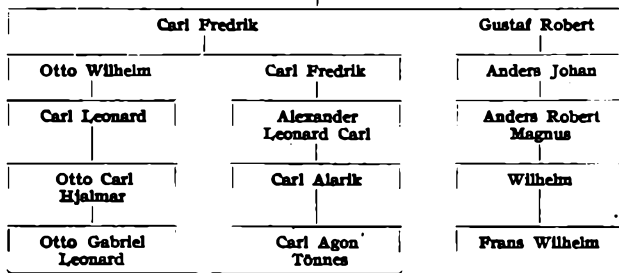 Carl Fredrik Gustaf Robert
Otto Wilhelm Carl Fredrik Anders Johan
Carl Leonard Alexander Anders Robert
Leonard Carl Magnus
Otto Carl Carl Alarik Wilhelm
Hjalmar
Otto Gabriel Carl Agon Frans Wilhelm
Leonard Tönnes